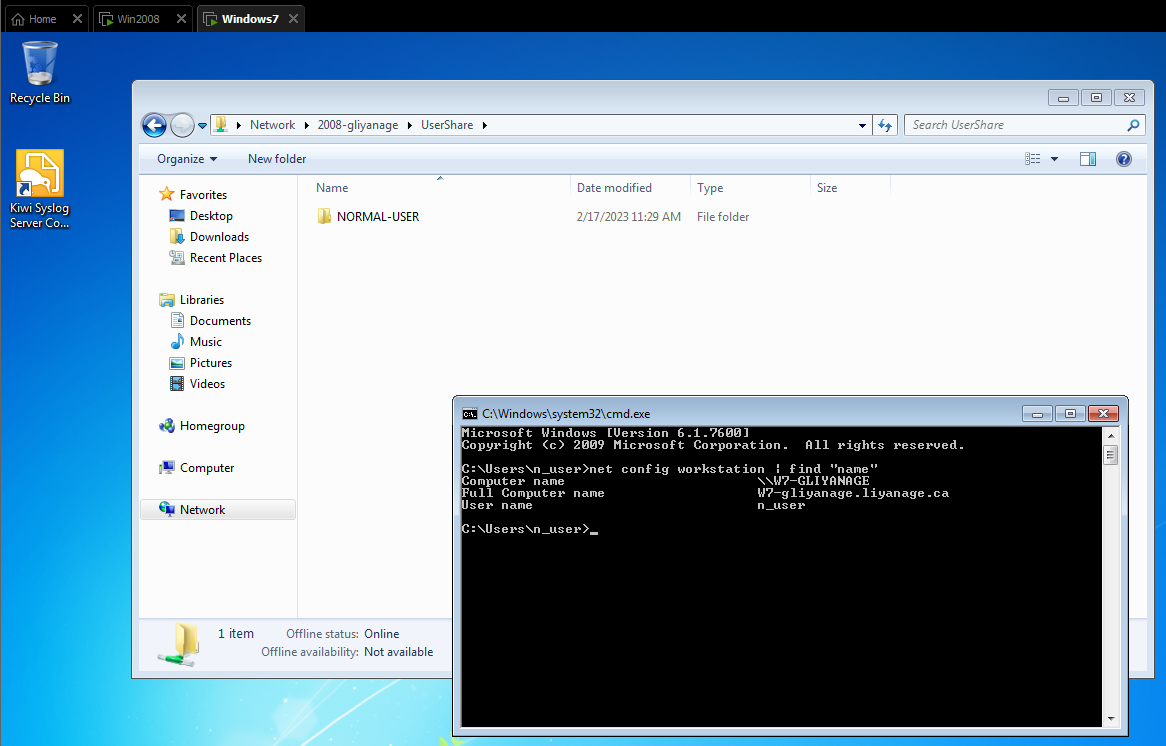 Home
Win2008
Windows7
Recycle Bin
Kiwi Syslog
Server Co...
Network 2008-gliyanage UserShare
Search UserShare
Organize New folder
Name Date modified Type Size
NORMAL-USER 2/17/2023 11:29 AM File folder
Favorites
Desktop
Downloads
Recent Places
Libraries
Documents
Music
Pictures
Videos
Homegroup
Computer
Network
1 item Offline status: Online
Offline availability: Not available
C:\Windows\system32\cmd.exe
Microsoft Windows [Version 6.1.7600]
Copyright (c) 2009 Microsoft Corporation. All rights reserved.
C:\Users\n_user>net config workstation | find "name"
Computer name \\W7-GLIYANAGE
Full Computer name W7-gliyanage.liyanage.ca
User name n_user
C:\Users\n_user>_